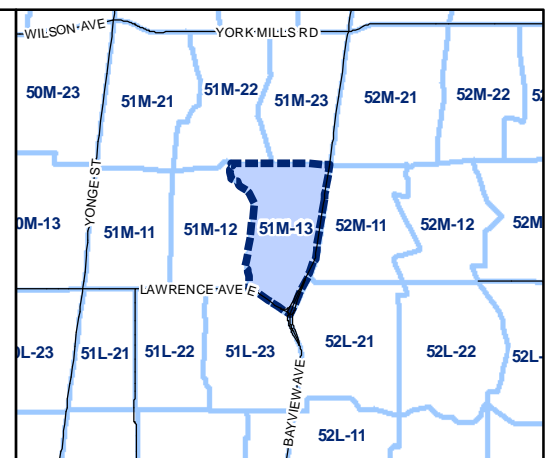 WILSON AVE
YORK MILLS RD
50M-23
51M-21
51M-22
51M-23
52M-21
52M-22
52
YONGE ST
0M-13
51M-11
51M-12
51M-13
52M-11
52M-12
52M
LAWRENCE AVE E
0L-23
51L-21
51L-22
51L-23
52L-21
52L-22
52L-
BAYVIEW AVE
52L-11